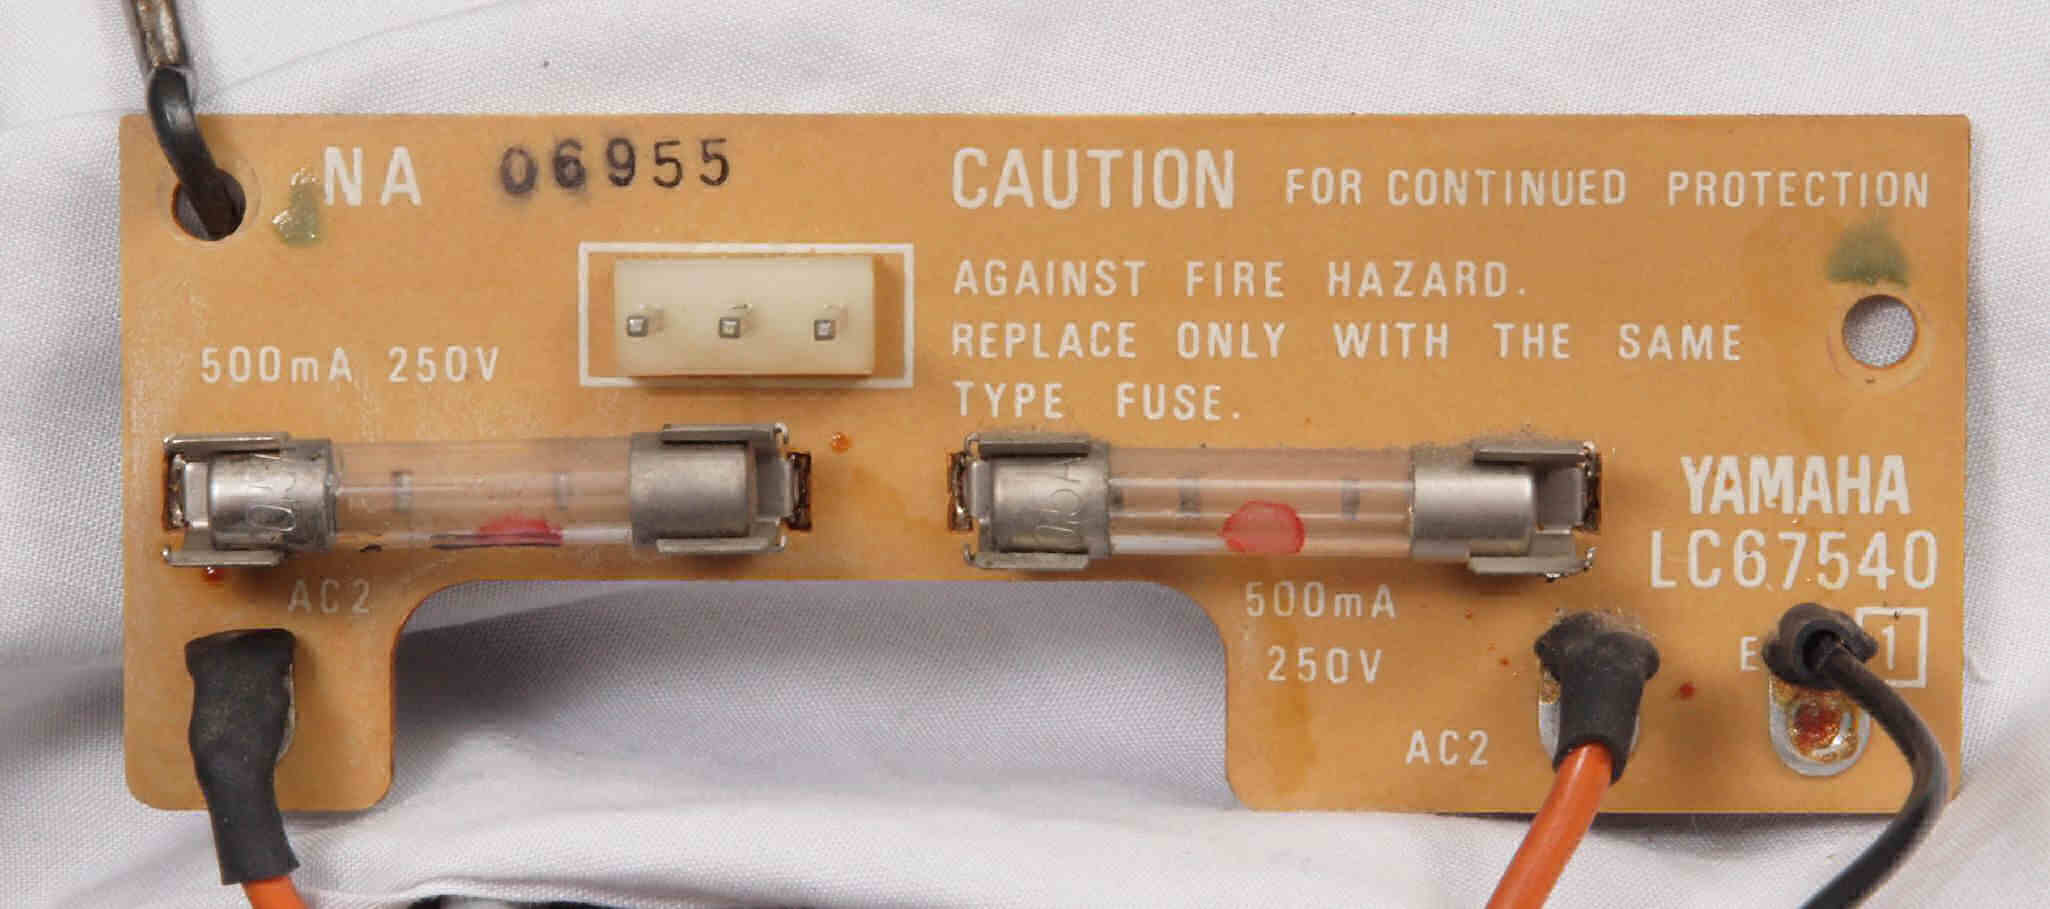 NA 06955
CAUTION FOR CONTINUED PROTECTION
AGAINST FIRE HAZARD.
REPLACE ONLY WITH THE SAME
TYPE FUSE.
500mA 250V
YAMAHA
LC67540
1
AC2
500mA
250V
E
AC2